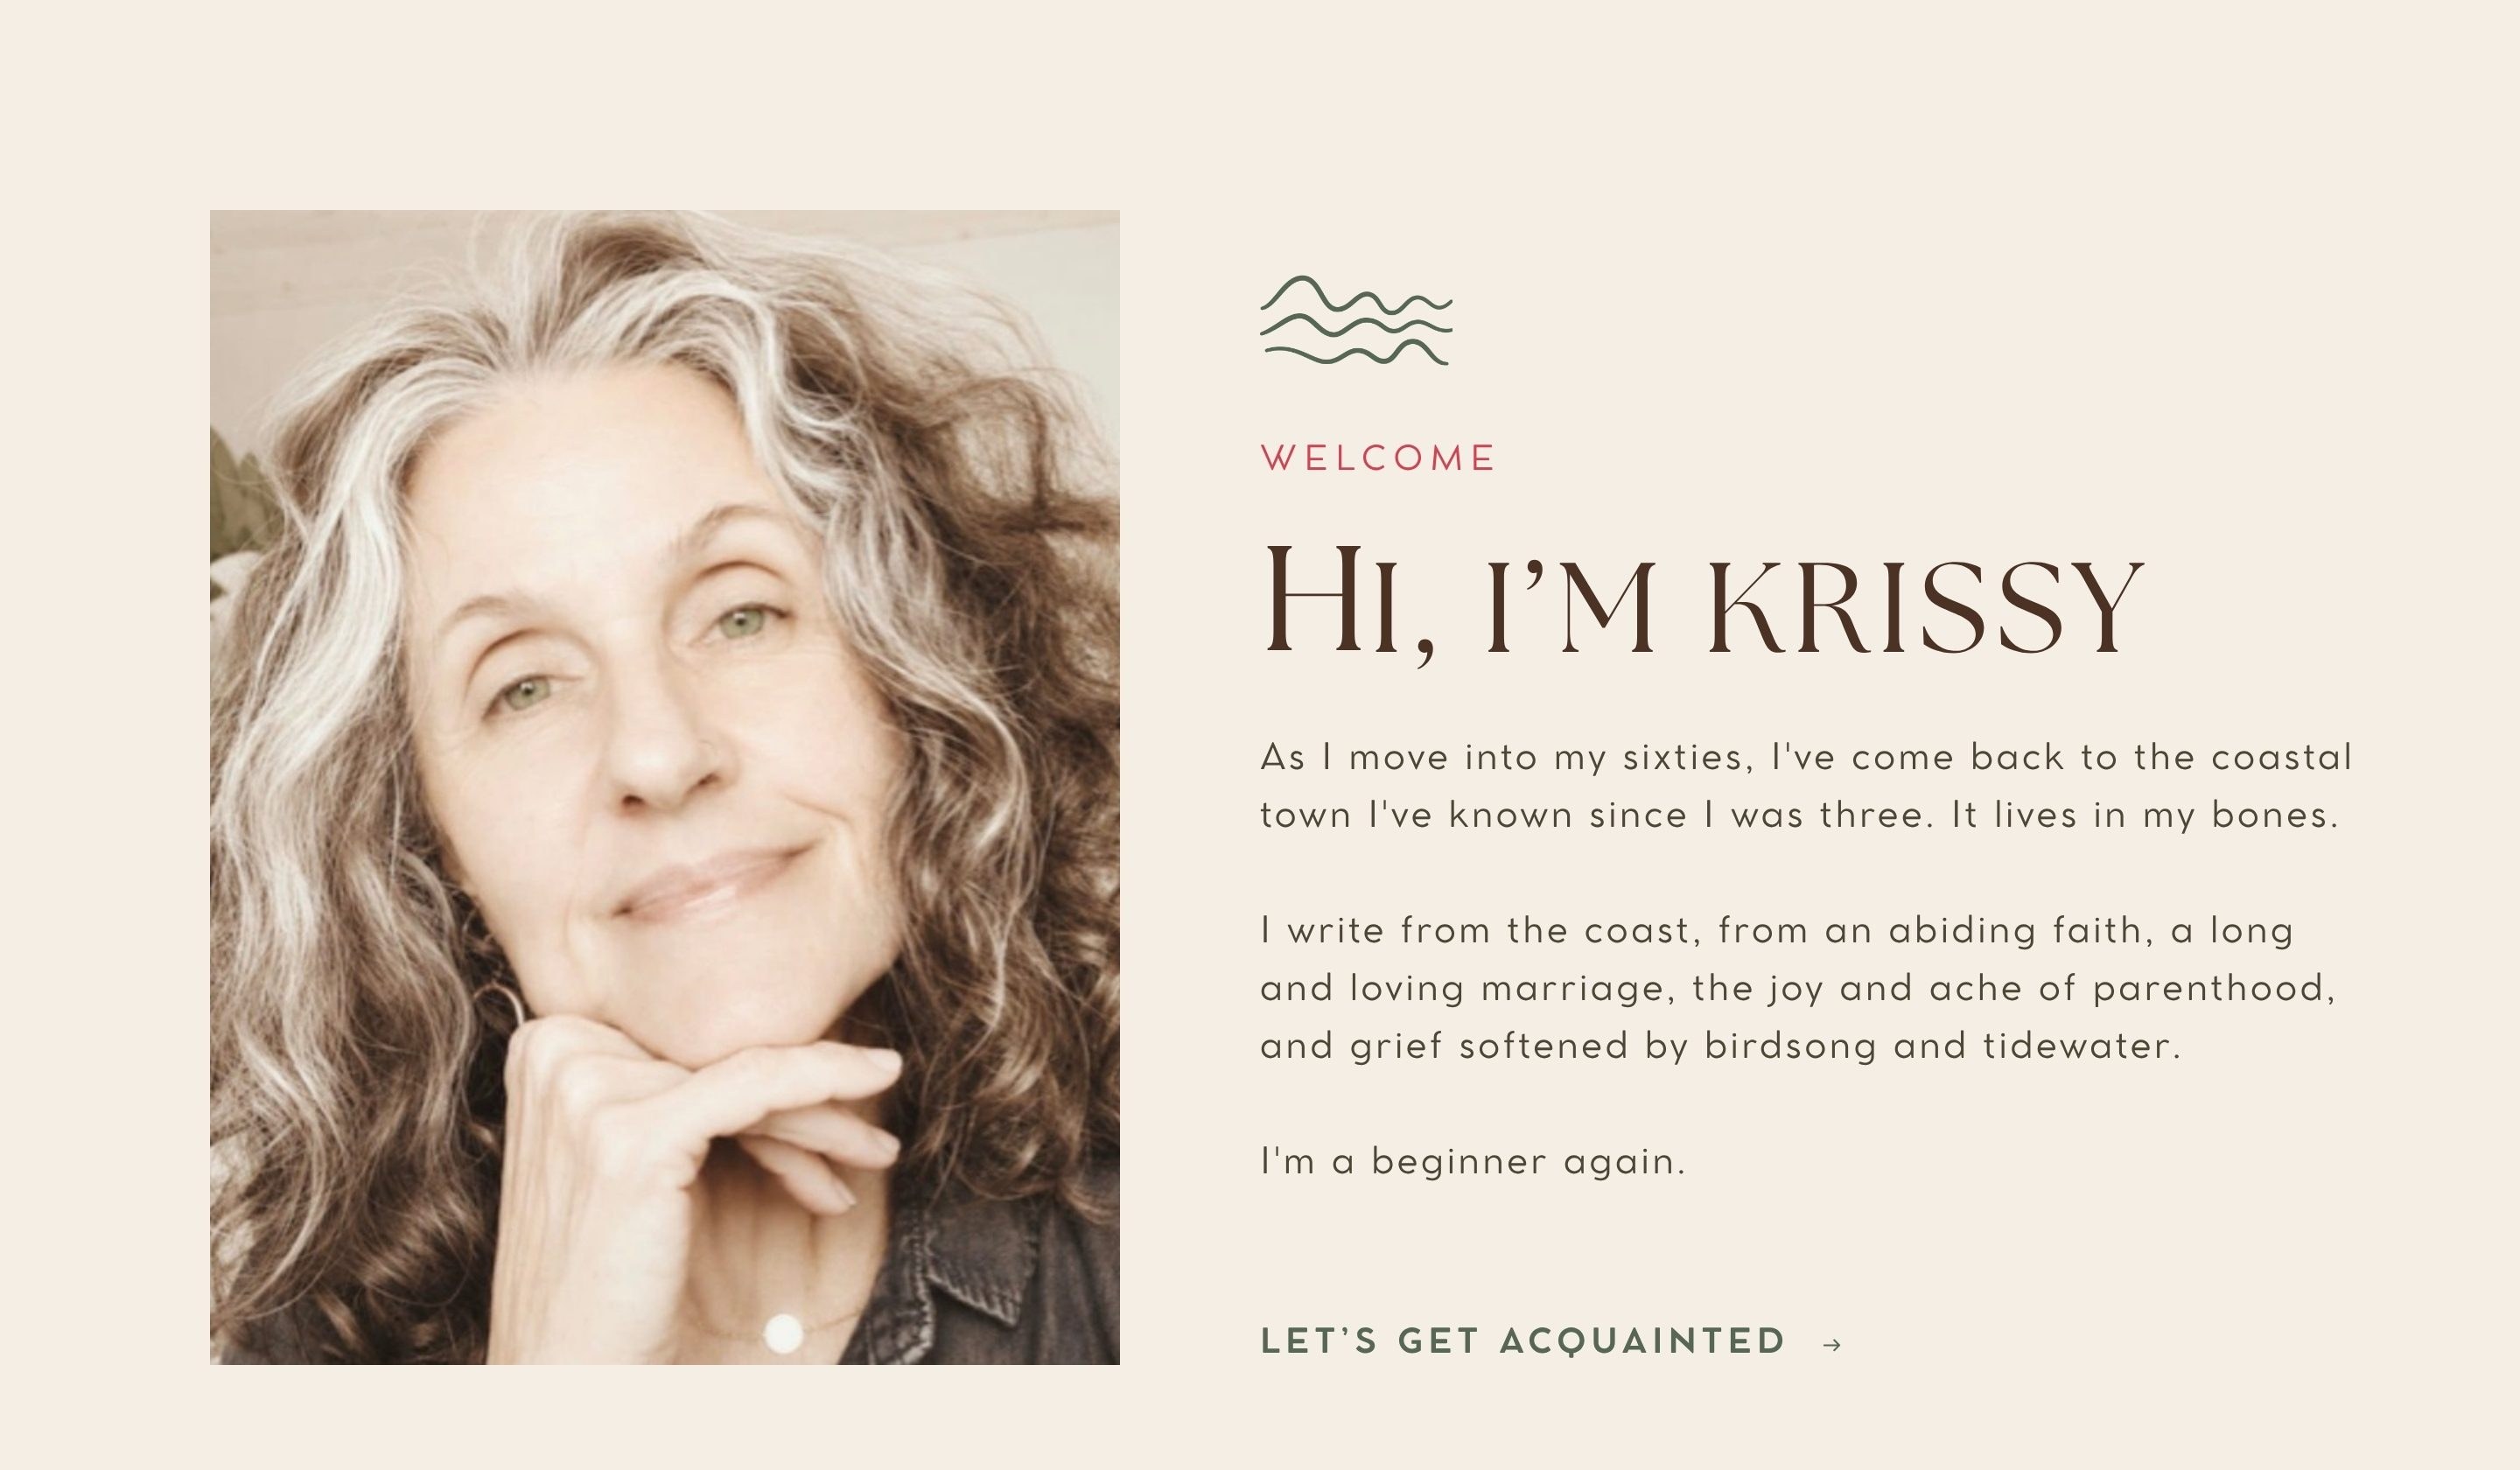 WELCOME
Hi, I’M KRISSY
As I move into my sixties, I've come back to the coastal
town I've known since I was three. It lives in my bones.
I write from the coast, from an abiding faith, a long
and loving marriage, the joy and ache of parenthood,
and grief softened by birdsong and tidewater.
I'm a beginner again.
LET’S GET ACQUAINTED →